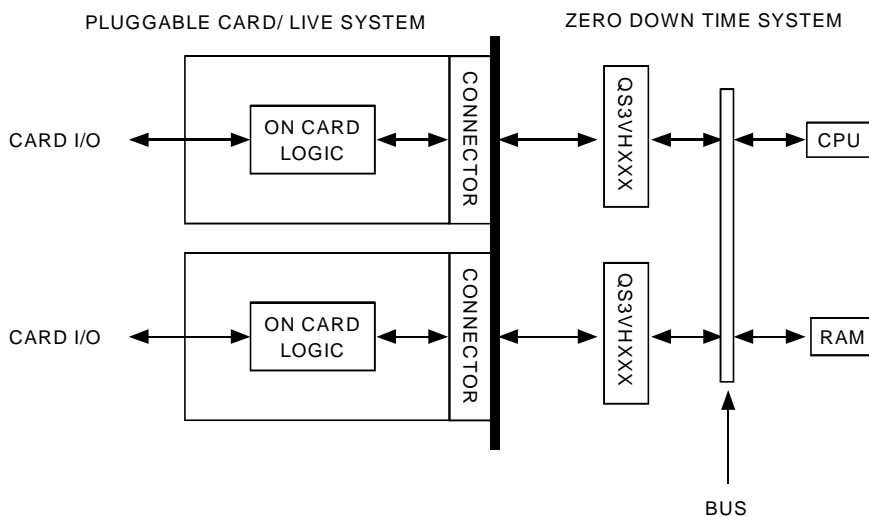 PLUGGABLE CARD/ LIVE SYSTEM
ZERO DOWN TIME SYSTEM
CARD I/O
ON CARD
LOGIC
CONNECTOR
QS3VHXXX
CPU
CARD I/O
ON CARD
LOGIC
CONNECTOR
QS3VHXXX
RAM
BUS